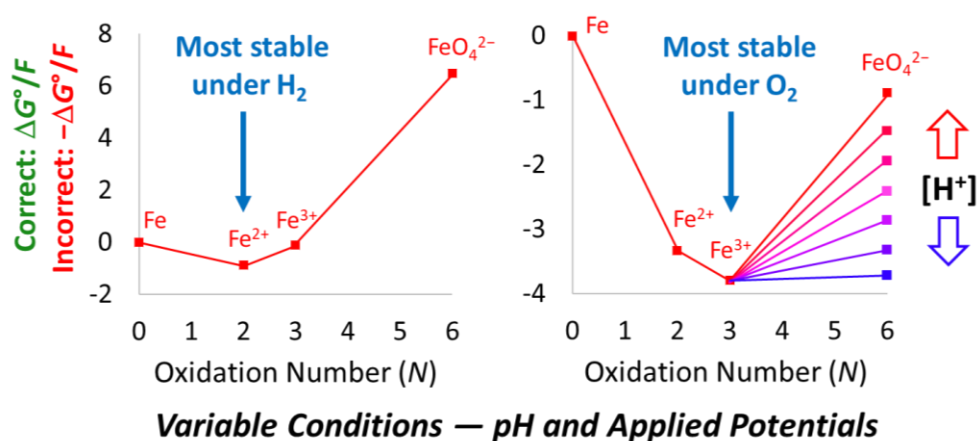 Correct: ΔG°/F
Incorrect: −ΔG°/F
8
6
4
2
0
-2
Most stable
under H₂
Fe
Fe²⁺
Fe³⁺
FeO₄²⁻
0 1 2 3 4 5 6
Oxidation Number (N)
0
-1
-2
-3
-4
Fe
Most stable
under O₂
FeO₄²⁻
Fe²⁺
Fe³⁺
[H⁺]
0 1 2 3 4 5 6
Oxidation Number (N)
Variable Conditions — pH and Applied Potentials